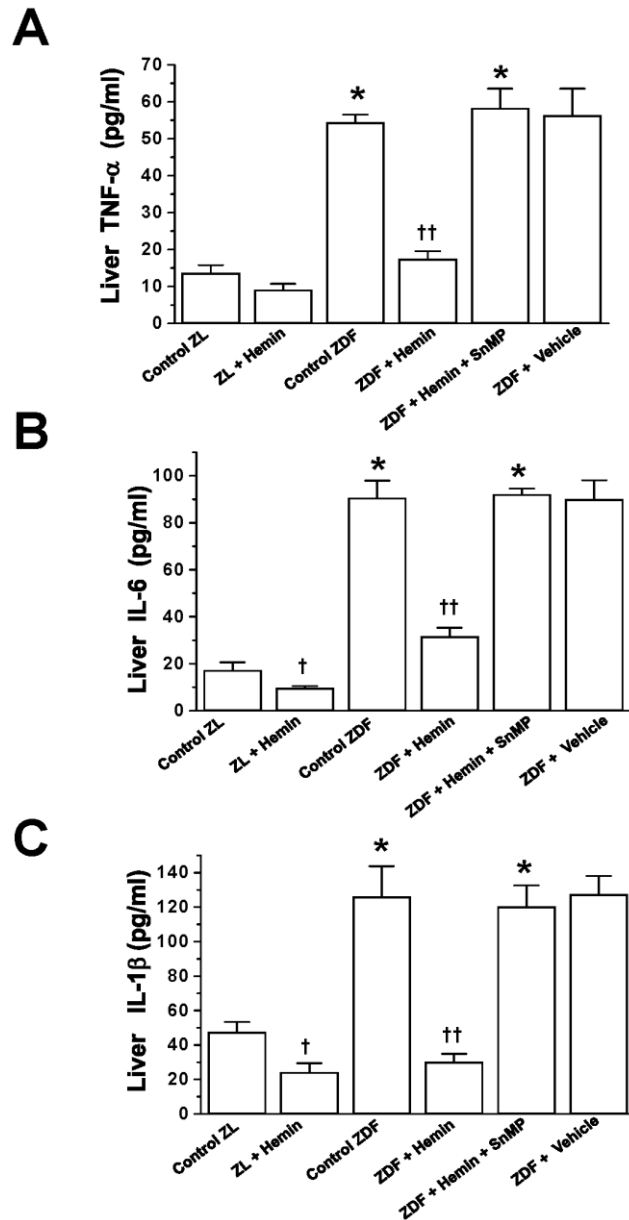 A
Liver TNF-α (pg/ml)
70
60
50
40
30
20
10
0
*
††
*
Control ZL
ZL + Hemin
Control ZDF
ZDF + Hemin
ZDF + Hemin + SnMP
ZDF + Vehicle
B
Liver IL-6 (pg/ml)
100
80
60
40
20
0
†
*
††
*
Control ZL
ZL + Hemin
Control ZDF
ZDF + Hemin
ZDF + Hemin + SnMP
ZDF + Vehicle
C
Liver IL-1β (pg/ml)
140
120
100
80
60
40
20
0
†
*
††
*
Control ZL
ZL + Hemin
Control ZDF
ZDF + Hemin
ZDF + Hemin + SnMP
ZDF + Vehicle